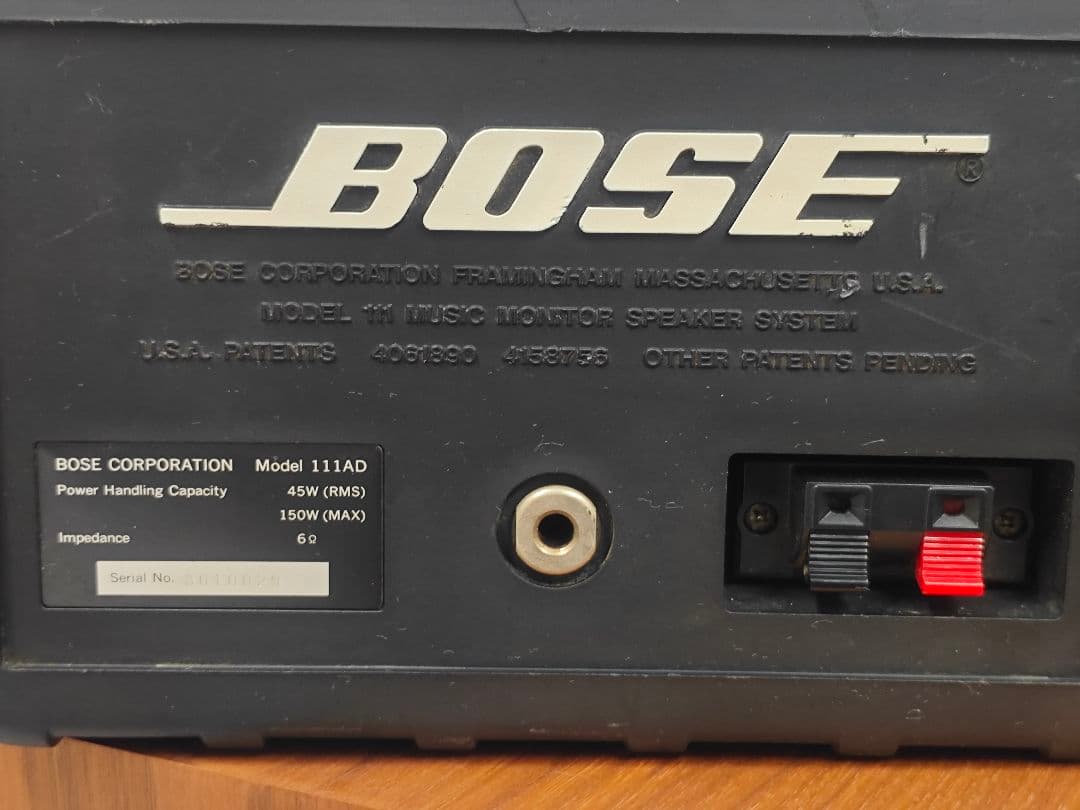 BOSE®
BOSE CORPORATION FRAMINGHAM MASSACHUSETTS U.S.A.
MODEL 111 MUSIC MONITOR SPEAKER SYSTEM
U.S.A. PATENTS 4061890 4158756 OTHER PATENTS PENDING
BOSE CORPORATION Model 111AD
Power Handling Capacity 45W (RMS)
150W (MAX)
Impedance 6Ω
Serial No.